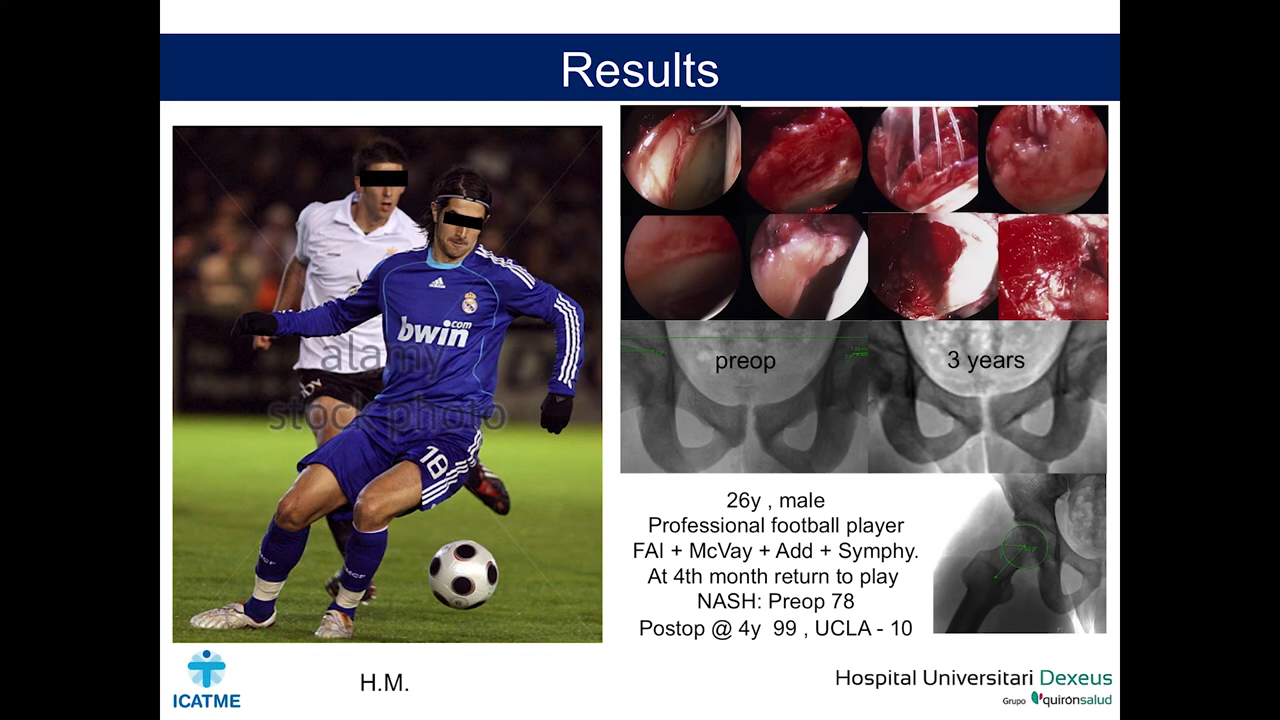 Results
bwin.com
alamy
stock photo
18
preop
3 years
26y , male
Professional football player
FAI + McVay + Add + Symphy.
At 4th month return to play
NASH: Preop 78
Postop @ 4y 99 , UCLA - 10
ICATME
H.M.
Hospital Universitari Dexeus
Grupo quirónsalud